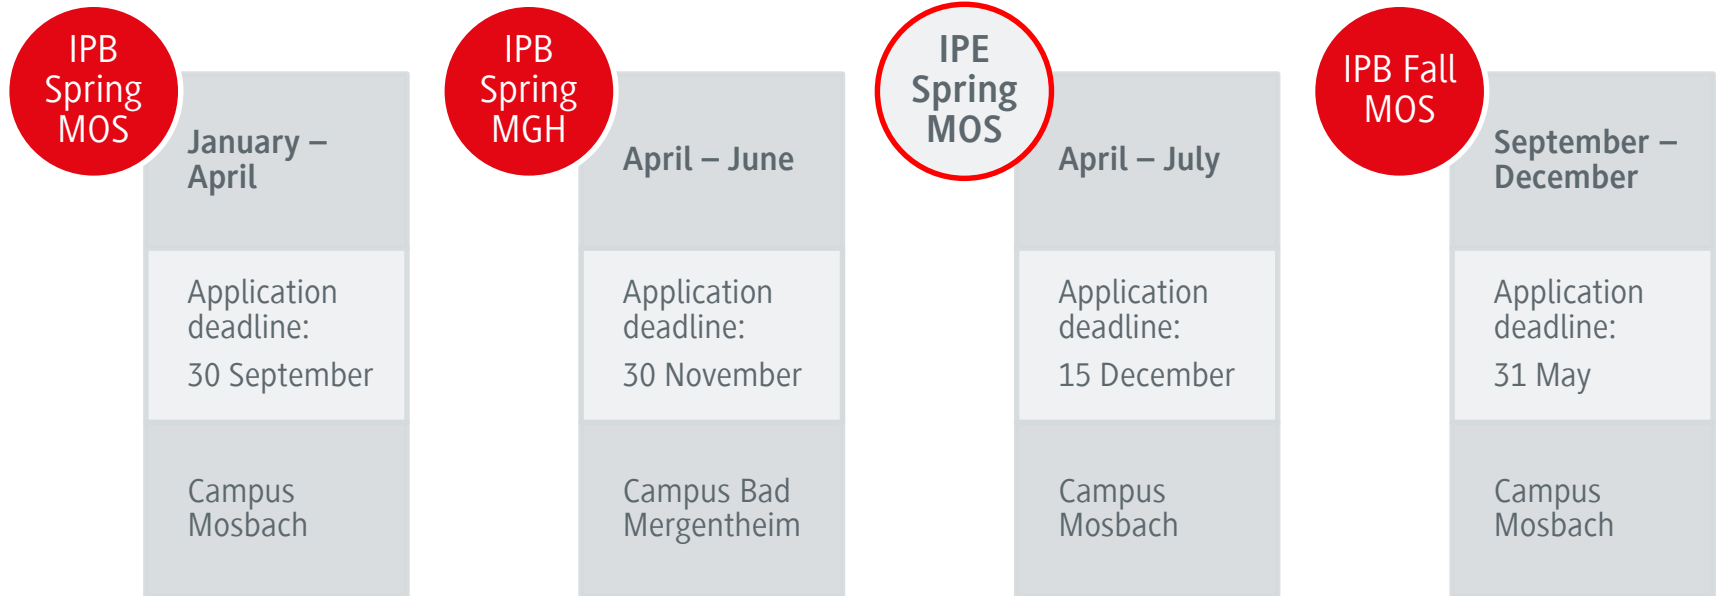 IPB
Spring
MOS
January –
April
Application
deadline:
30 September
Campus
Mosbach
IPB
Spring
MGH
April – June
Application
deadline:
30 November
Campus Bad
Mergentheim
IPE
Spring
MOS
April – July
Application
deadline:
15 December
Campus
Mosbach
IPB Fall
MOS
September –
December
Application
deadline:
31 May
Campus
Mosbach